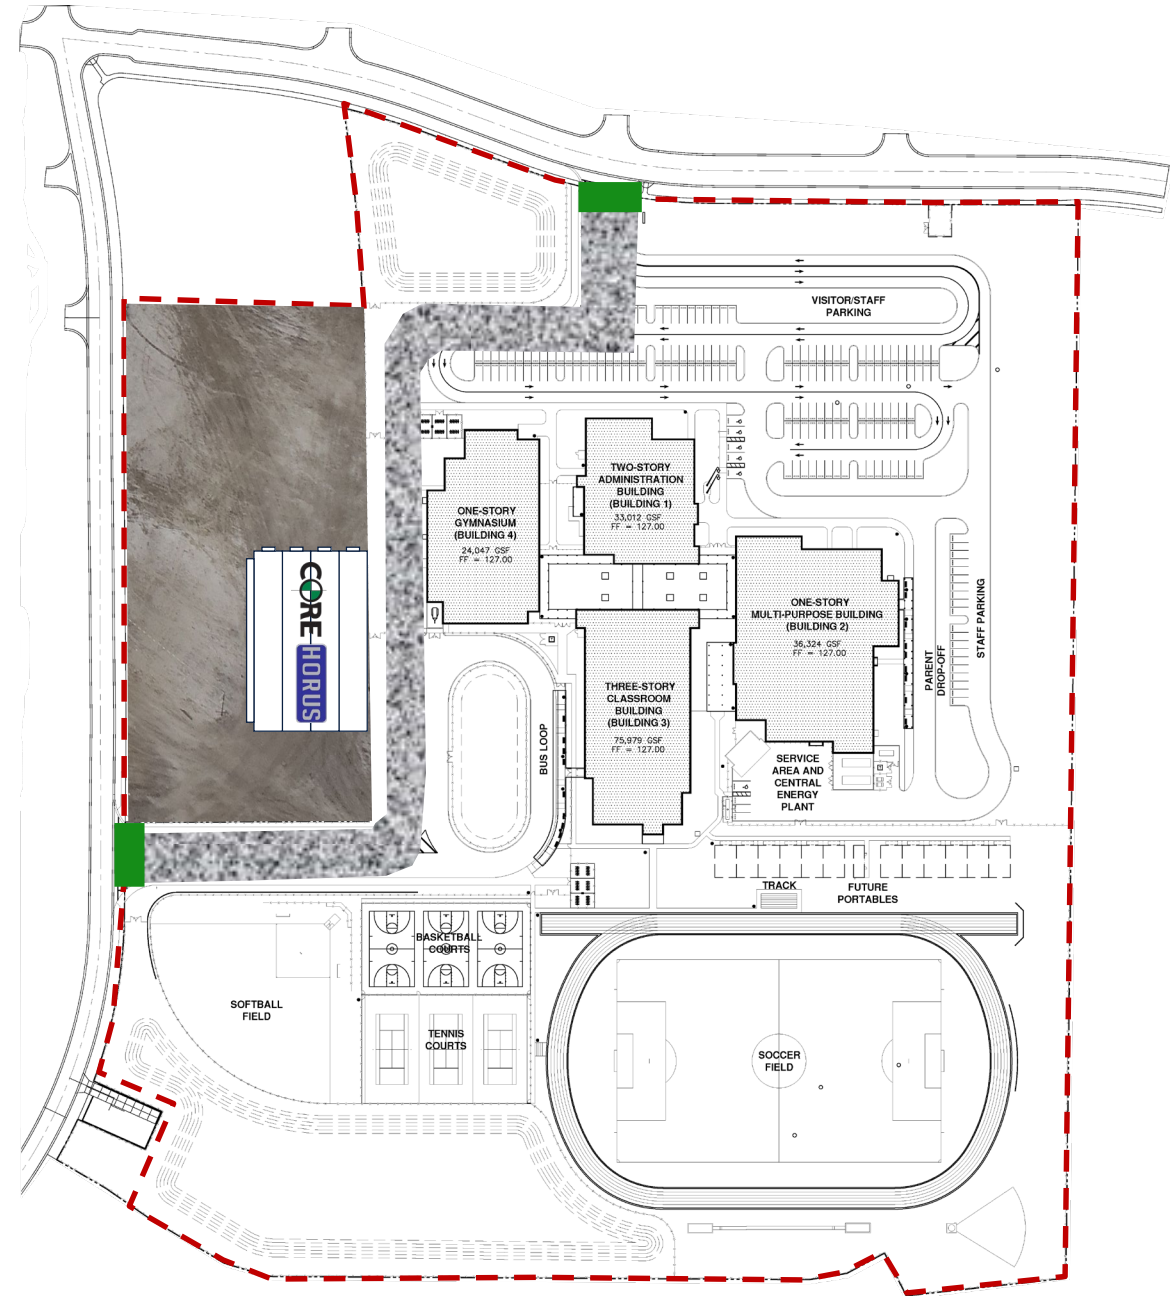 VISITOR/STAFF
PARKING
TWO-STORY
ADMINISTRATION
BUILDING
(BUILDING 1)
33,012 GSF
FF = 127.00
ONE-STORY
GYMNASIUM
(BUILDING 4)
24,047 GSF
FF = 127.00
CORE
HORUS
ONE-STORY
MULTI-PURPOSE BUILDING
(BUILDING 2)
36,324 GSF
FF = 127.00
STAFF PARKING
PARENT
DROP-OFF
THREE-STORY
CLASSROOM
BUILDING
(BUILDING 3)
75,979 GSF
FF = 127.00
BUS LOOP
SERVICE
AREA AND
CENTRAL
ENERGY
PLANT
TRACK
FUTURE
PORTABLES
BASKETBALL
COURTS
SOFTBALL
FIELD
TENNIS
COURTS
SOCCER
FIELD